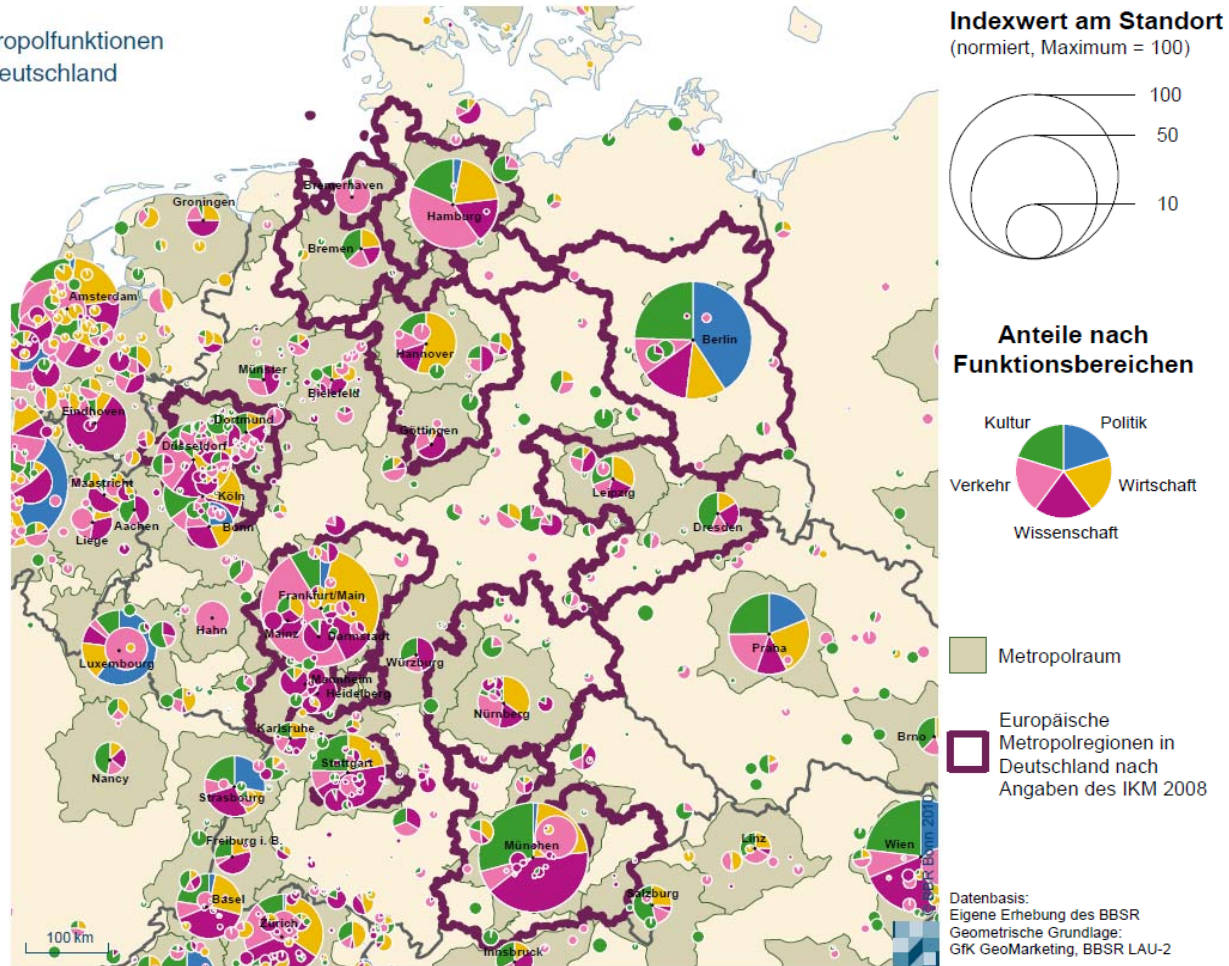 ropolfunktionen
eutschland
Indexwert am Standort
(normiert, Maximum = 100)
100
50
10
Anteile nach
Funktionsbereichen
Kultur
Politik
Verkehr
Wirtschaft
Wissenschaft
Metropolraum
Europäische
Metropolregionen in
Deutschland nach
Angaben des IKM 2008
Datenbasis:
Eigene Erhebung des BBSR
Geometrische Grundlage:
GfK GeoMarketing, BBSR LAU-2
Bremerhaven
Groningen
Hamburg
Bremen
Amsterdam
Berlin
Hannover
Münster
Bielefeld
Eindhoven
Dortmund
Göttingen
Düsseldorf
Maastricht
Köln
Leipzig
Aachen
Bonn
Dresden
Liege
Frankfurt/Main
Hahn
Mainz
Darmstadt
Luxembourg
Würzburg
Praha
Mannheim
Heidelberg
Nürnberg
Karlsruhe
Brno
Stuttgart
Nancy
Strasbourg
Freiburg i. B.
München
Linz
Wien
Basel
Salzburg
Zürich
Innsbruck
100 km
BBSR Bonn 2010